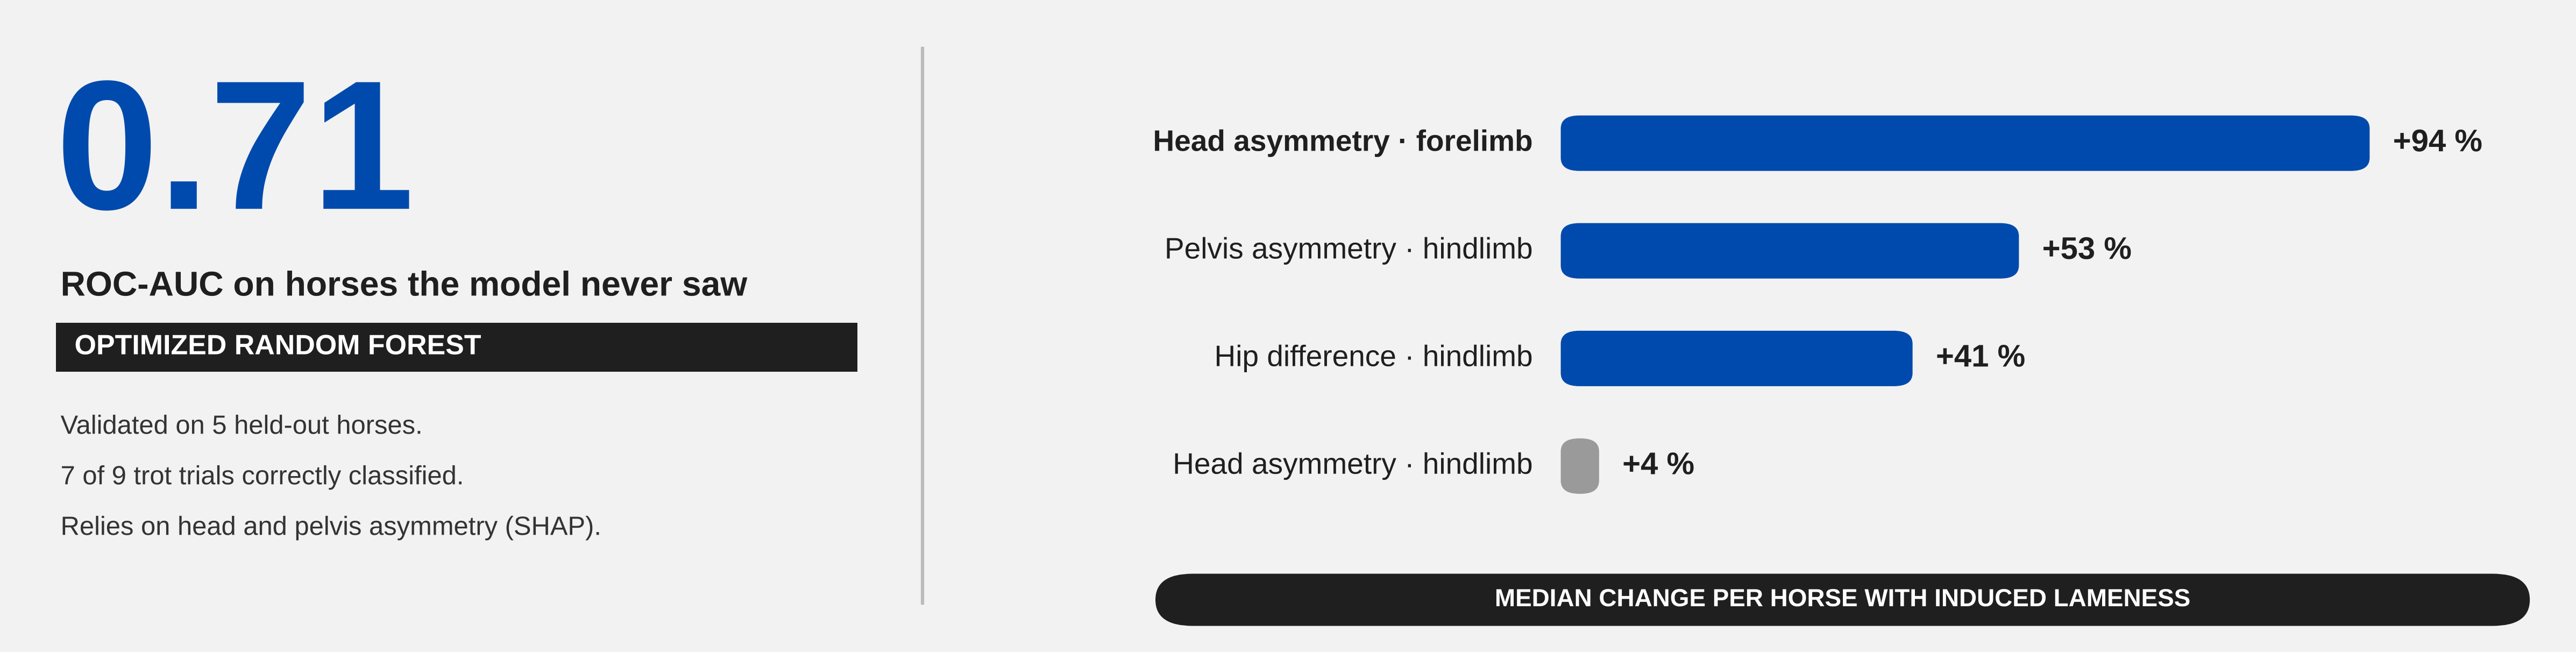 0.71
ROC-AUC on horses the model never saw
OPTIMIZED RANDOM FOREST
Validated on 5 held-out horses.
7 of 9 trot trials correctly classified.
Relies on head and pelvis asymmetry (SHAP).
Head asymmetry · forelimb +94 %
Pelvis asymmetry · hindlimb +53 %
Hip difference · hindlimb +41 %
Head asymmetry · hindlimb +4 %
MEDIAN CHANGE PER HORSE WITH INDUCED LAMENESS